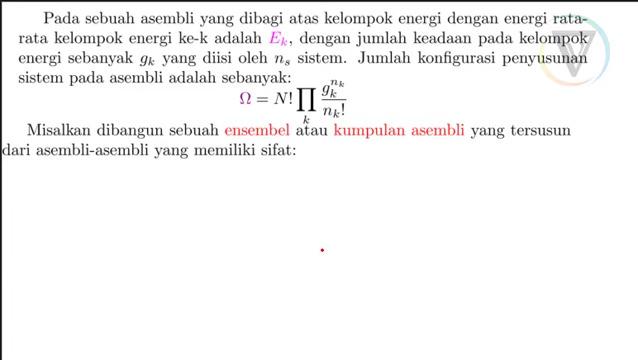 Pada sebuah asembli yang dibagi atas kelompok energi dengan energi rata-
rata kelompok energi ke-k adalah E_k, dengan jumlah keadaan pada kelompok
energi sebanyak g_k yang diisi oleh n_s sistem. Jumlah konfigurasi penyusunan
sistem pada asembli adalah sebanyak:
Ω = N! ∏_k g_k^{n_k} / n_k!
Misalkan dibangun sebuah ensembel atau kumpulan asembli yang tersusun
dari asembli-asembli yang memiliki sifat: